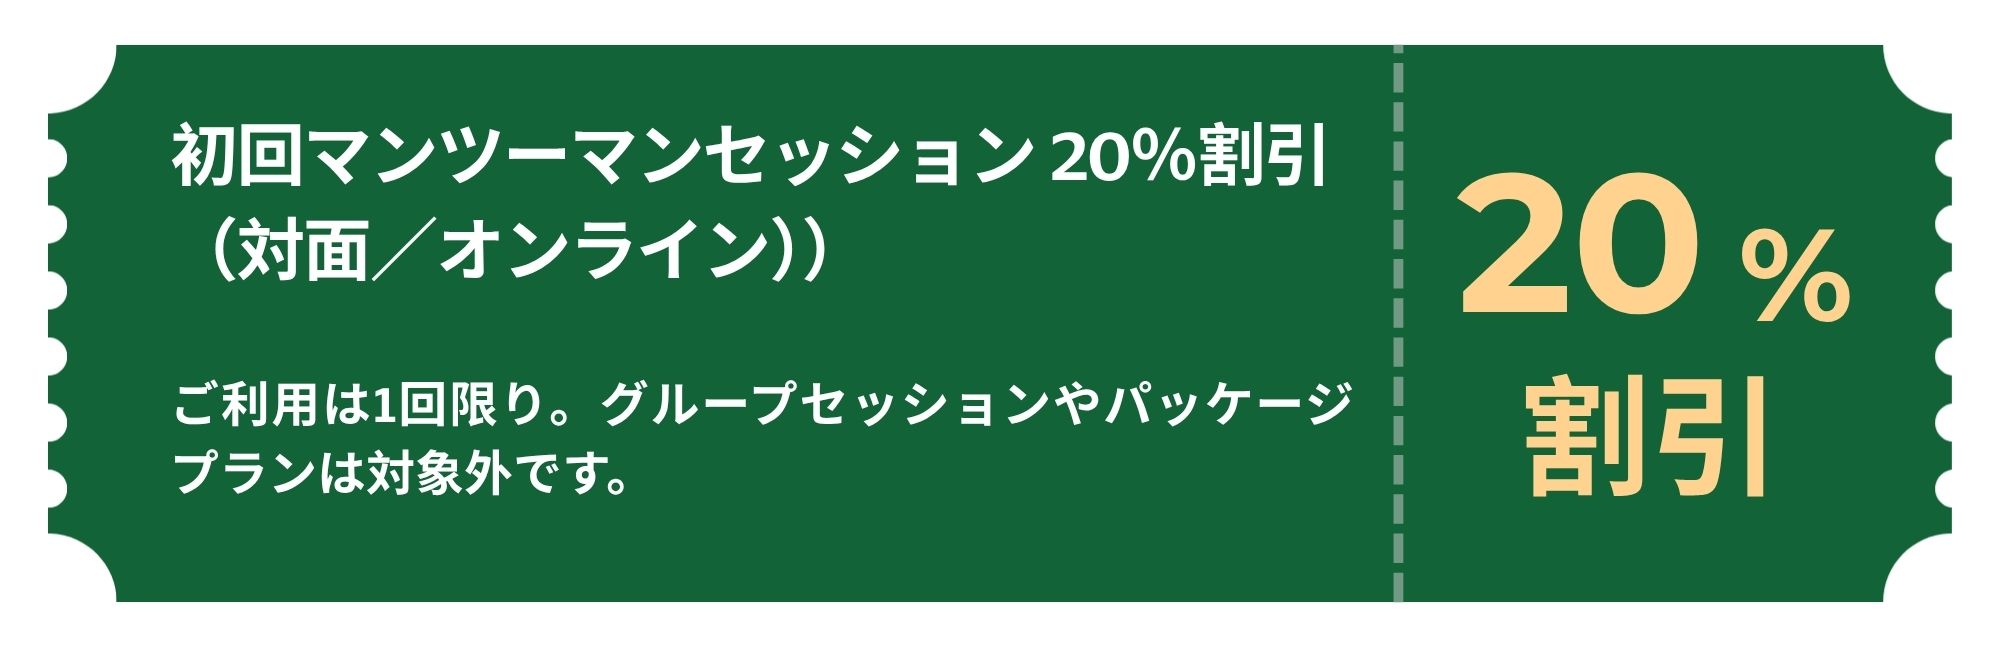 初回マンツーマンセッション 20%割引
（対面／オンライン））
ご利用は1回限り。グループセッションやパッケージ
プランは対象外です。
20 %
割引